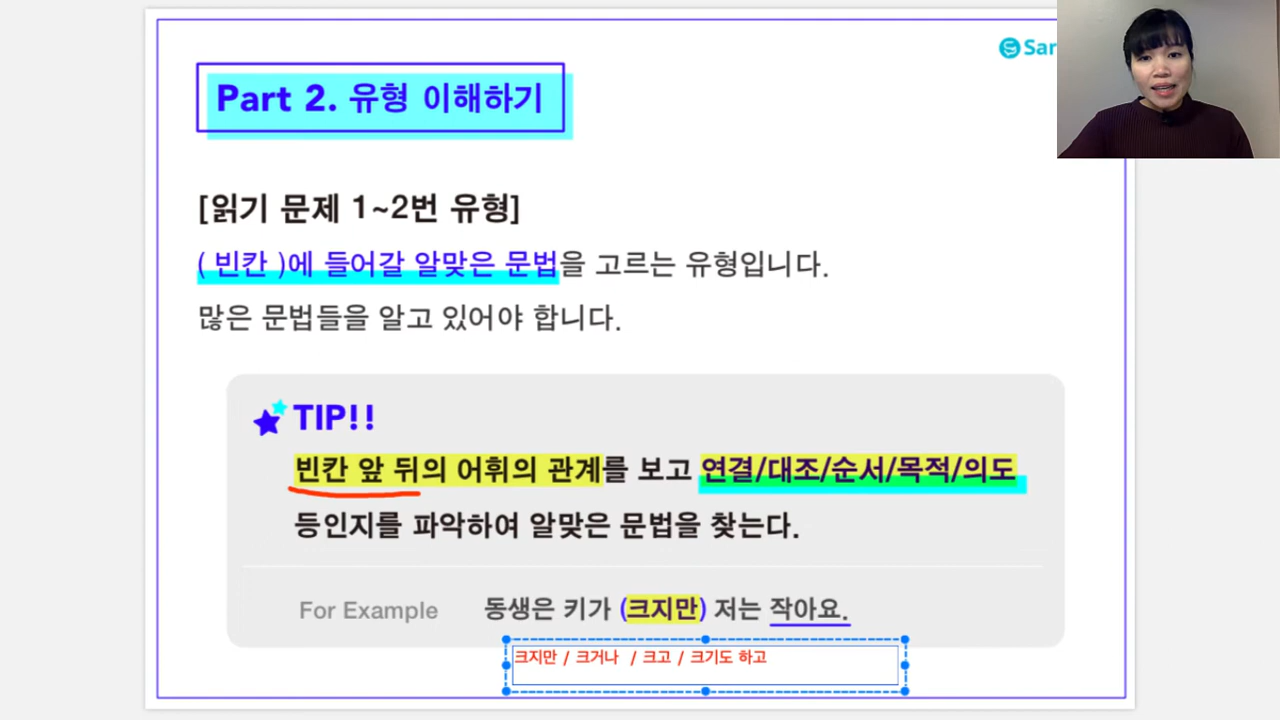 Part 2. 유형 이해하기
[읽기 문제 1~2번 유형]
( 빈칸 )에 들어갈 알맞은 문법을 고르는 유형입니다.
많은 문법들을 알고 있어야 합니다.
TIP!!
빈칸 앞 뒤의 어휘의 관계를 보고 연결/대조/순서/목적/의도
등인지를 파악하여 알맞은 문법을 찾는다.
For Example 동생은 키가 (크지만) 저는 작아요.
크지만 / 크거나 / 크고 / 크기도 하고